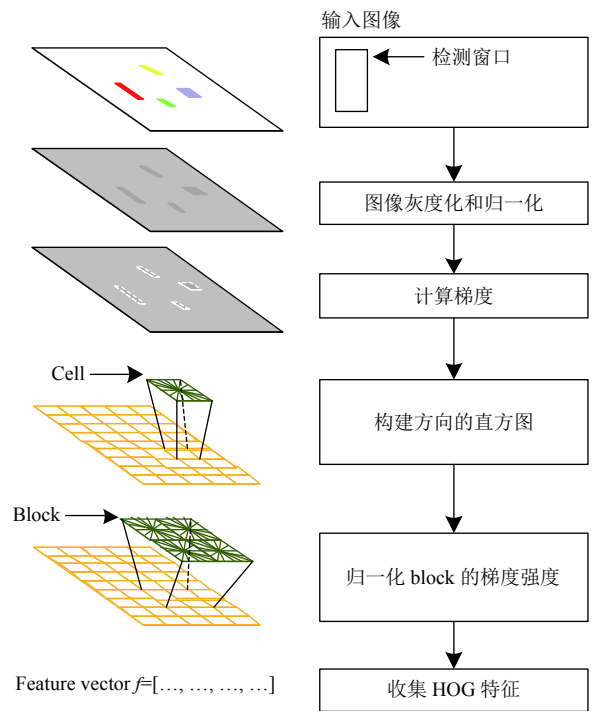 输入图像
检测窗口
图像灰度化和归一化
计算梯度
Cell
构建方向的直方图
Block
归一化 block 的梯度强度
Feature vector f=[…, …, …, …]
收集 HOG 特征